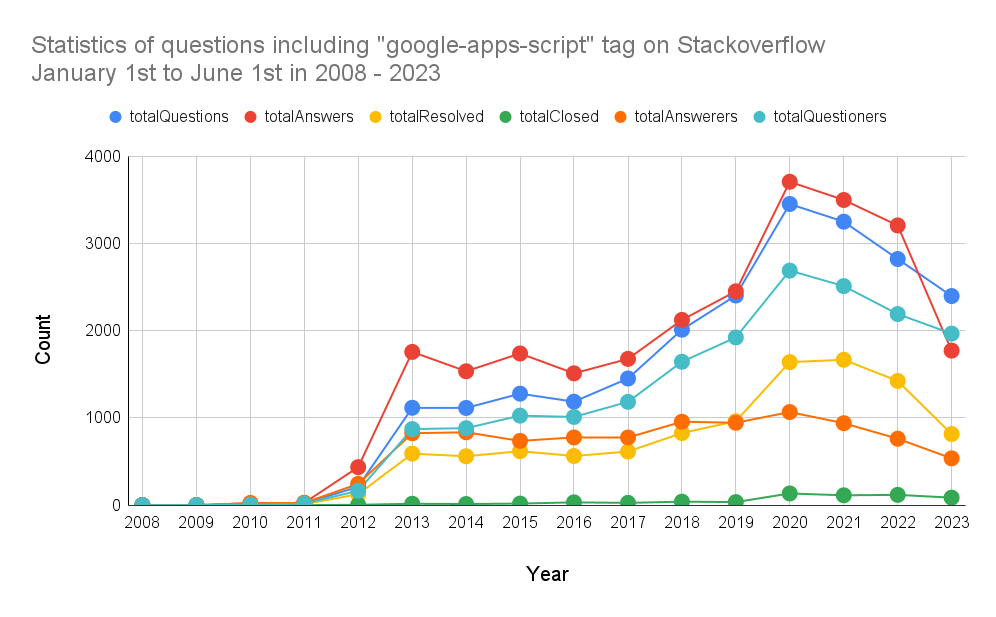 Statistics of questions including "google-apps-script" tag on Stackoverflow
January 1st to June 1st in 2008 - 2023
totalQuestions totalAnswers totalResolved totalClosed totalAnswerers totalQuestioners
4000
3000
2000
1000
0
Count
2008 2009 2010 2011 2012 2013 2014 2015 2016 2017 2018 2019 2020 2021 2022 2023
Year